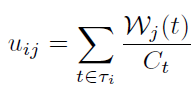 $u_{ij} = \sum_{t \in \tau_i} \frac{\mathcal{W}_j(t)}{C_t}$